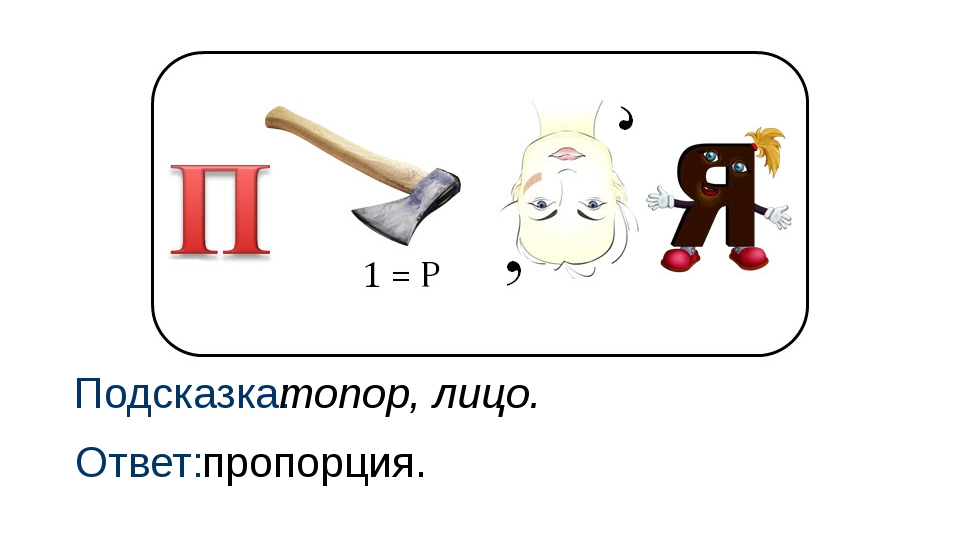 П , Я
1 = Р ,
Подсказка: топор, лицо.
Ответ: пропорция.